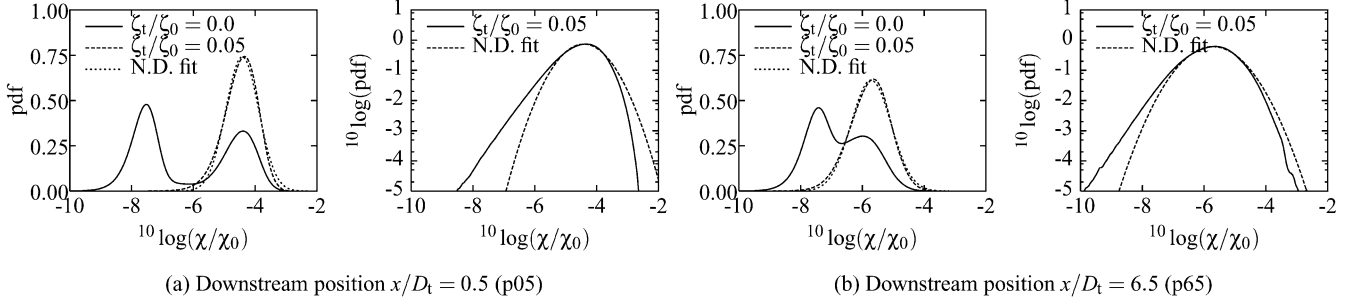 1.00
0.75
0.50
0.25
0.00
pdf
ζt/ζ0 = 0.0
ζt/ζ0 = 0.05
N.D. fit
-10 -8 -6 -4 -2
10log(χ/χ0)
1
0
-1
-2
-3
-4
-5
10log(pdf)
ζt/ζ0 = 0.05
N.D. fit
-10 -8 -6 -4 -2
10log(χ/χ0)
(a) Downstream position x/Dt = 0.5 (p05)
1.00
0.75
0.50
0.25
0.00
pdf
ζt/ζ0 = 0.0
ζt/ζ0 = 0.05
N.D. fit
-10 -8 -6 -4 -2
10log(χ/χ0)
1
0
-1
-2
-3
-4
-5
10log(pdf)
ζt/ζ0 = 0.05
N.D. fit
-10 -8 -6 -4 -2
10log(χ/χ0)
(b) Downstream position x/Dt = 6.5 (p65)